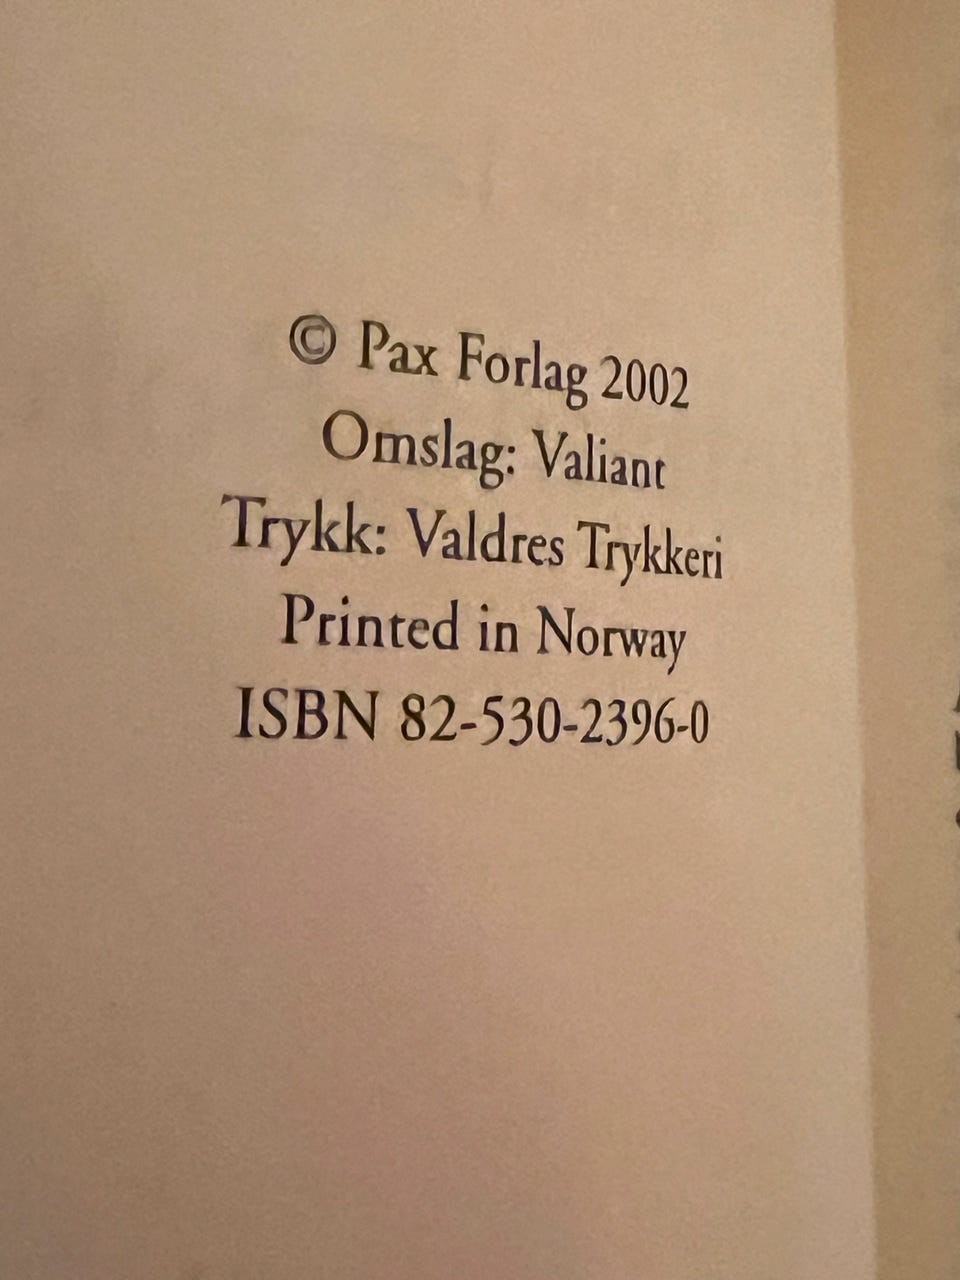 © Pax Forlag 2002
Omslag: Valiant
Trykk: Valdres Trykkeri
Printed in Norway
ISBN 82-530-2396-0